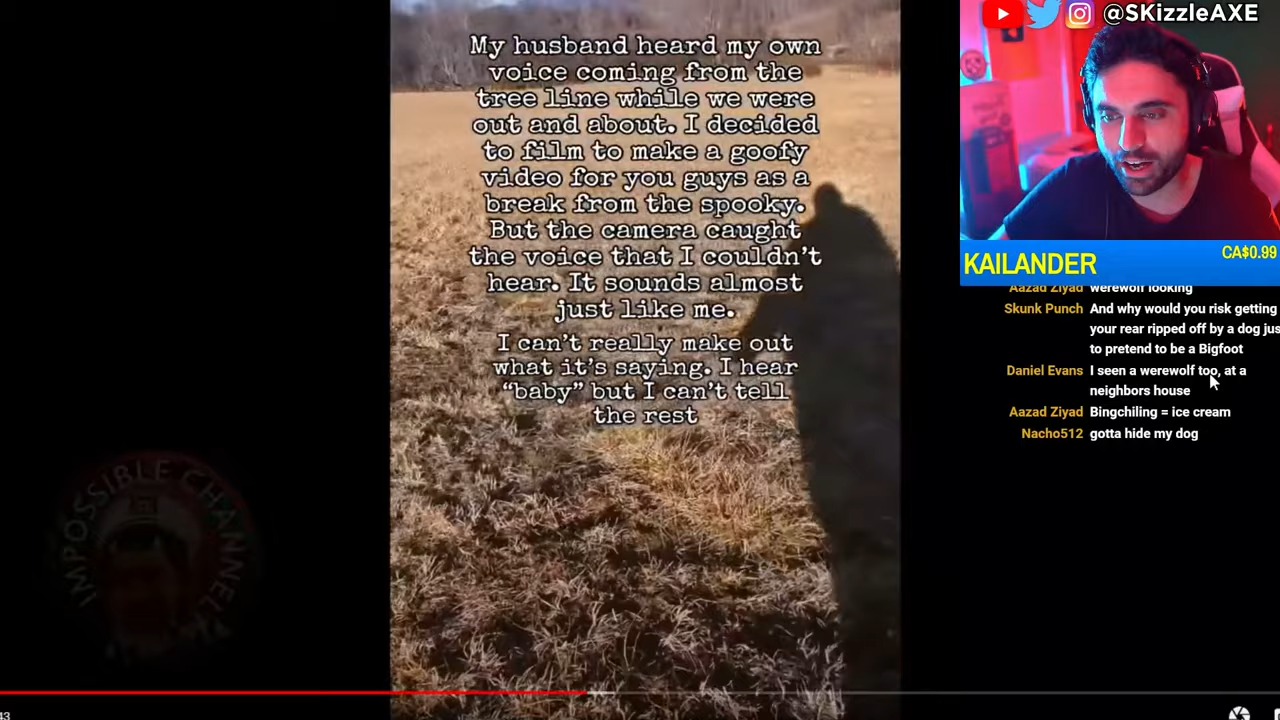 @SKizzleAXE
My husband heard my own
voice coming from the
tree line while we were
out and about. I decided
to film to make a goofy
video for you guys as a
break from the spooky.
But the camera caught
the voice that I couldn't
hear. It sounds almost
just like me.
I can't really make out
what it's saying. I hear
"baby" but I can't tell
the rest
KAILANDER
CA$0.99
Aazad Ziyad werewolf looking
Skunk Punch And why would you risk getting
your rear ripped off by a dog jus
to pretend to be a Bigfoot
Daniel Evans I seen a werewolf too, at a
neighbors house
Aazad Ziyad Bingchiling = ice cream
Nacho512 gotta hide my dog
IMPOSSIBLE CHANNEL
43